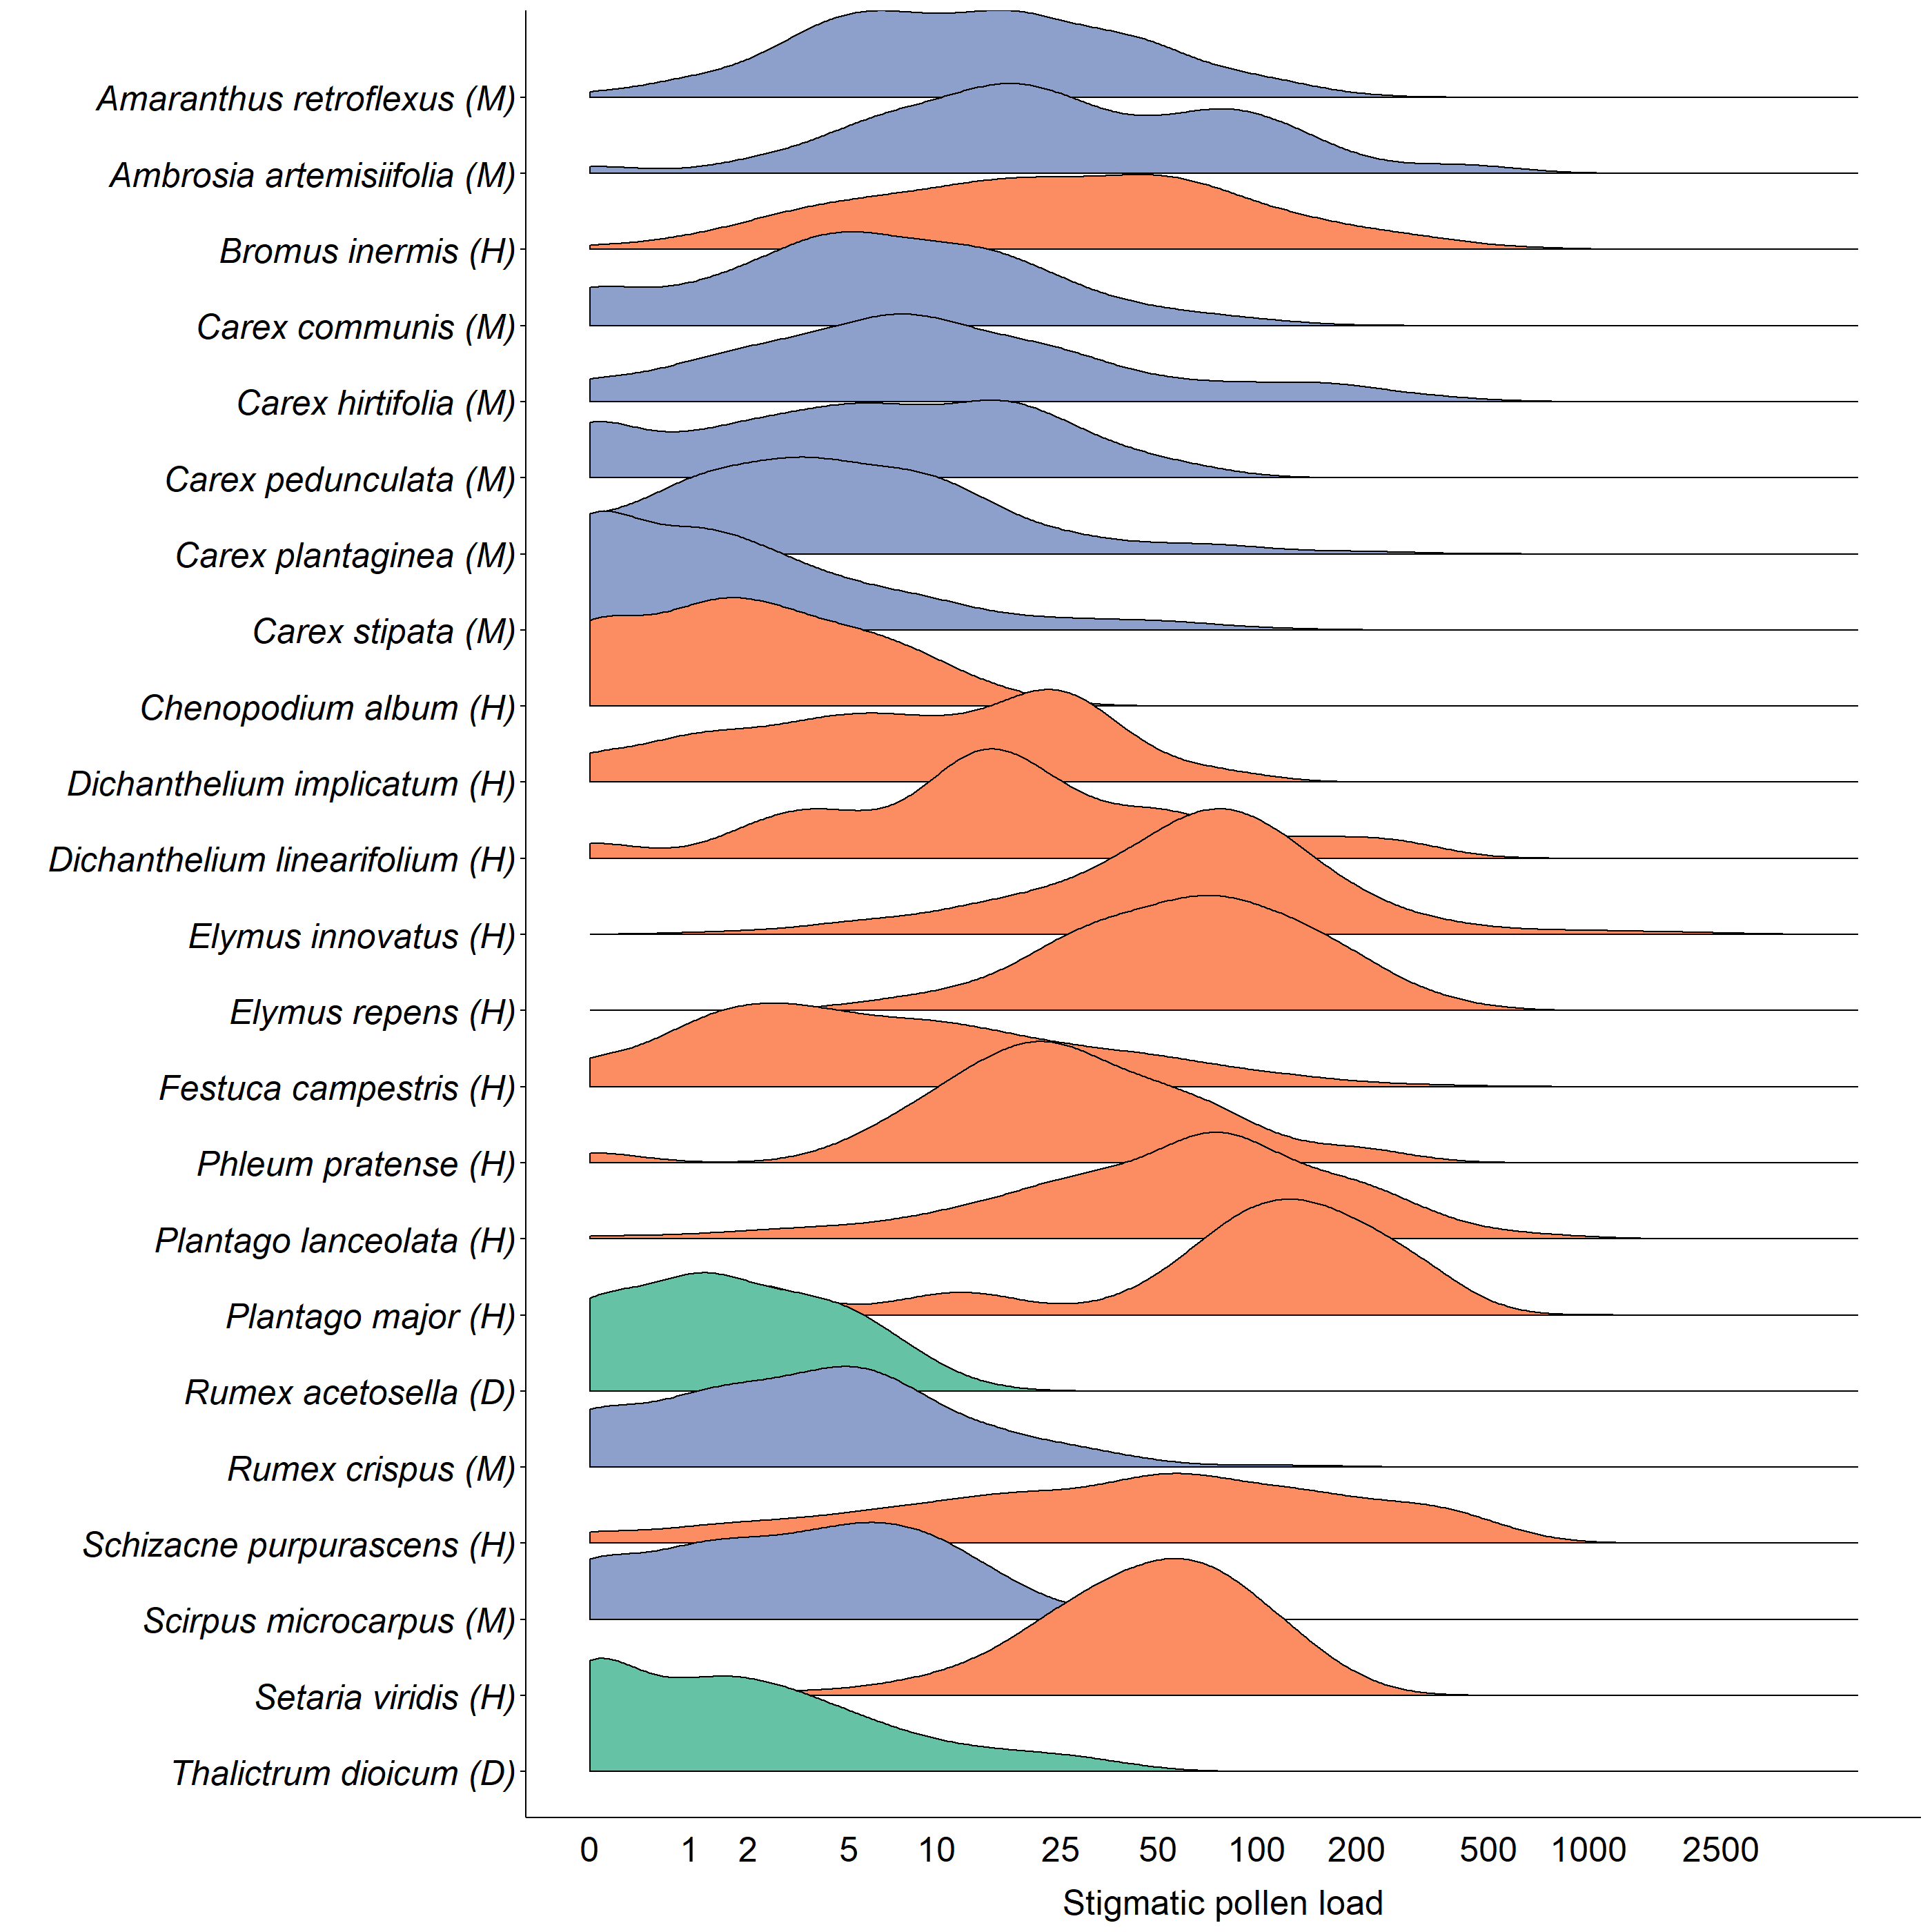 Amaranthus retroflexus (M)
Ambrosia artemisiifolia (M)
Bromus inermis (H)
Carex communis (M)
Carex hirtifolia (M)
Carex pedunculata (M)
Carex plantaginea (M)
Carex stipata (M)
Chenopodium album (H)
Dichanthelium implicatum (H)
Dichanthelium linearifolium (H)
Elymus innovatus (H)
Elymus repens (H)
Festuca campestris (H)
Phleum pratense (H)
Plantago lanceolata (H)
Plantago major (H)
Rumex acetosella (D)
Rumex crispus (M)
Schizacne purpurascens (H)
Scirpus microcarpus (M)
Setaria viridis (H)
Thalictrum dioicum (D)
0 1 2 5 10 25 50 100 200 500 1000 2500
Stigmatic pollen load